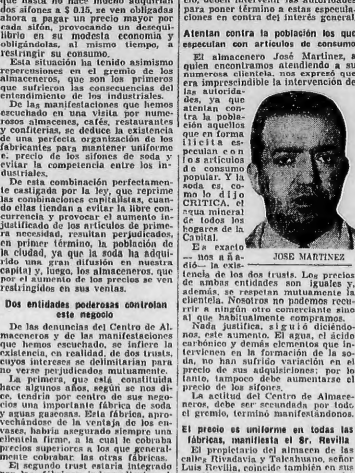 que hasta no hace mucho adquirían
dos sifones a $ 0.15, se ven obligados
ahora a pagar un precio mayor por
cada sifón, provocando un desequi-
librio en su modesta economía y
obligándolas, al mismo tiempo, a
restringir su consumo.
Esta situación ha tenido asimismo
repercusiones en el gremio de los
almaceneros, que son los primeros
que sufrieron las consecuencias del
entendimiento de los industriales.
De las manifestaciones que hemos
escuchado en una visita por nume-
rosos almacenes, cafés, restaurantes
y confiterías, se deduce la existencia
de una perfecta organización de los
fabricantes para mantener uniforme
e. precio de los sifones de soda y
evitar la competencia entre los in-
dustriales.
De esta combinación perfectamen-
te castigada por la ley, que reprime
las combinaciones capitalistas, cuan-
do ellas tiendan a evitar la libre con-
currencia y provocar el aumento in-
justificado de los artículos de prime-
ra necesidad, resultan perjudicados,
en primer término, la población de
la ciudad, ya que la soda ha adqui-
rido una gran difusión en nuestra
capital y, luego, los almaceneros, que
por el aumento de los precios se ven
restringidos en sus ventas.
Dos entidades poderosas controlan
este negocio
De las denuncias del Centro de Al-
maceneros y de las manifestaciones
que hemos escuchado, se infiere la
existencia, en realidad, de dos trusts,
cuyos intereses se delimitarían para
no verse perjudicados mutuamente.
La primera, que está constituída
hace algunos años, según se nos di-
ce, tendría por centro de sus nego-
cios una importante fábrica de soda
y aguas gaseosas. Esta fábrica, apro-
vechándose de la ventaja de los en-
vases, habría asegurado siempre una
clientela firme, a la cual le cobraba
precios superiores a los que general-
mente cobraban las otras fábricas.
El segundo trust estaría integrado
para poner término a estas especula-
ciones en contra del interés general.
Atentan contra la población los que
especulan con artículos de consumo
El almacenero José Martínez, a
quien encontramos atendiendo a su
numerosa clientela, nos expresó que
era imprescindible la intervención de
las autorida-
des, ya que
atentan con-
tra la pobla-
ción aquellos
que en forma
ilícita es-
peculan con
los artículos
de consumo
popular. Y la
soda es, co-
mo lo dijo
CRITICA, el
agua mineral
de todos los
hogares de la
Capital.
Es exacto
— nos aña-
dió— la exis-
JOSE MARTINEZ
tencia de los dos trusts. Los precios
de ambas entidades son iguales y,
además, se respetan mutuamente la
clientela. Nosotros no podemos recu-
rrir a ningún otro comerciante sino
al que habitualmente compramos.
Nada justifica, siguió diciéndo-
nos, este aumento. El agua, el ácido
carbónico y demás elementos que in-
tervienen en la formación de la so-
da, no han sufrido variación en el
precio de sus adquisiciones; por lo
tanto, tampoco debe aumentarse el
precio de los sifones.
La actitud del Centro de Almace-
neros, debe ser secundada por todo
el gremio, terminó manifestándonos.
El precio es uniforme en todas las
fábricas, manifiesta el Sr. Revilla
El propietario del almacén de las
calles Rivadavia y Talcahuano, señor
Luis Revilla, coincide también en su